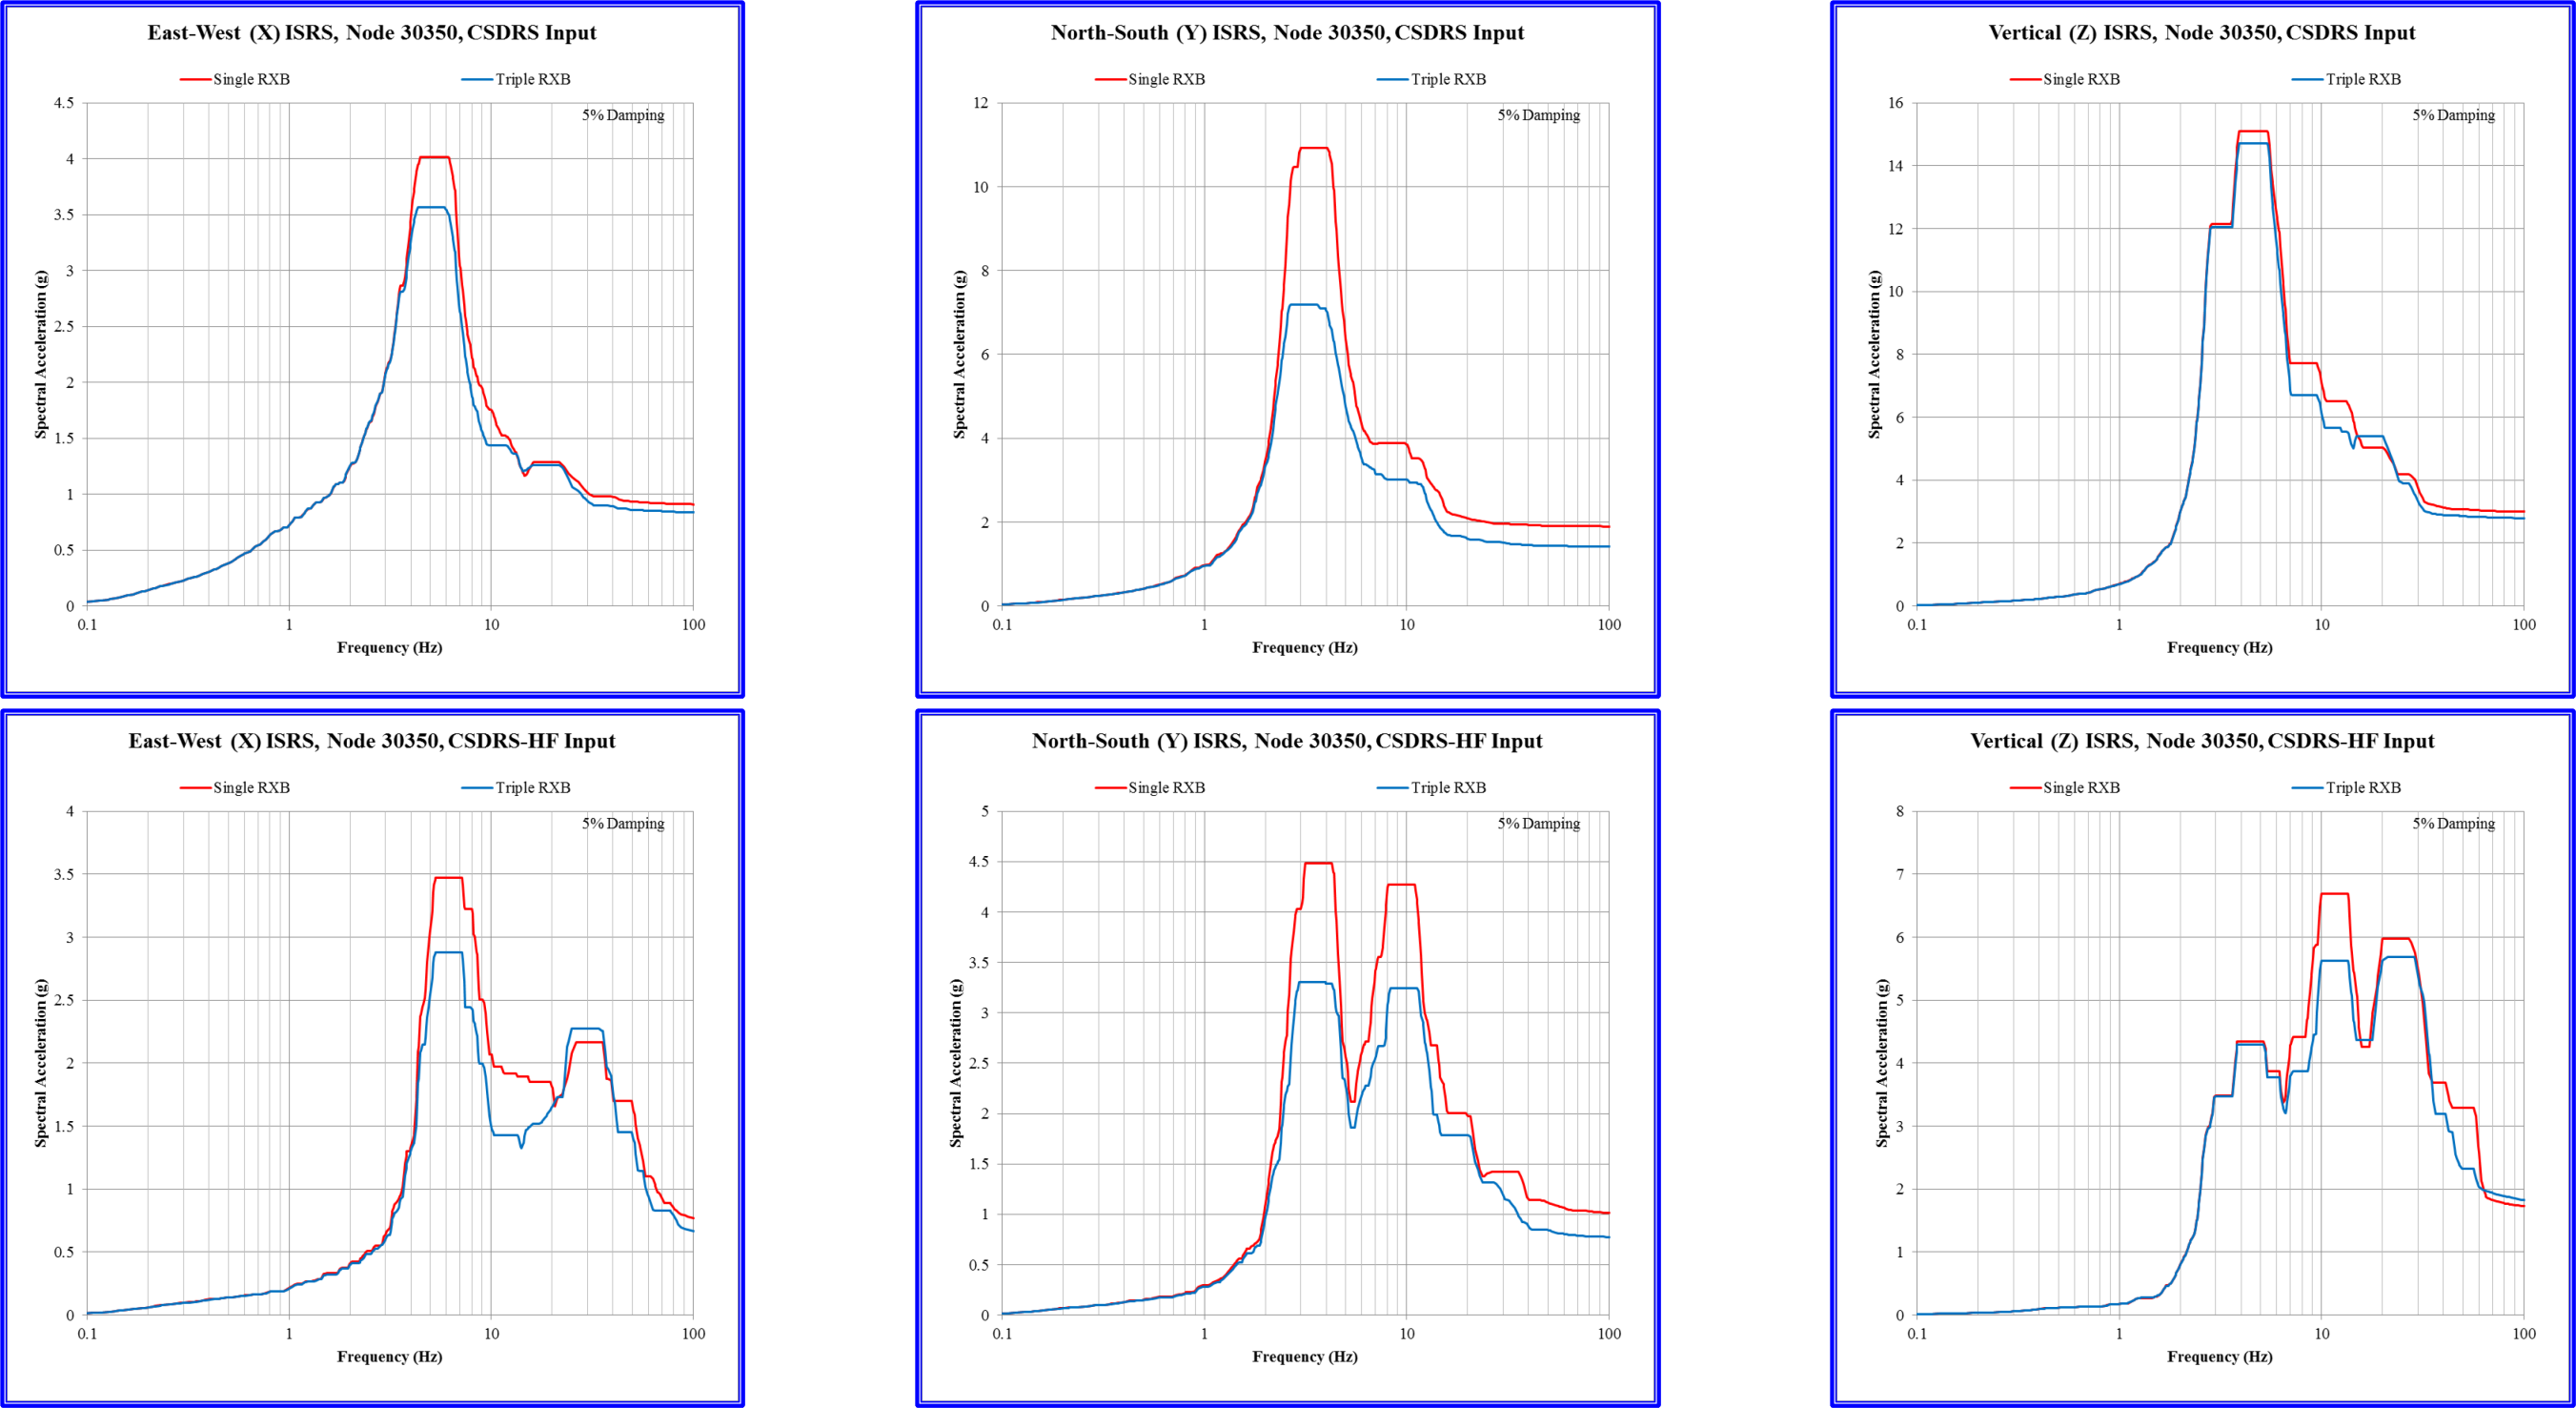 East-West (X) ISRS, Node 30350, CSDRS Input
Single RXB Triple RXB
5% Damping
4.5
4
3.5
3
2.5
2
1.5
1
0.5
0
Spectral Acceleration (g)
0.1 1 10 100
Frequency (Hz)
North-South (Y) ISRS, Node 30350, CSDRS Input
Single RXB Triple RXB
5% Damping
12
10
8
6
4
2
0
Spectral Acceleration (g)
0.1 1 10 100
Frequency (Hz)
Vertical (Z) ISRS, Node 30350, CSDRS Input
Single RXB Triple RXB
5% Damping
16
14
12
10
8
6
4
2
0
Spectral Acceleration (g)
0.1 1 10 100
Frequency (Hz)
East-West (X) ISRS, Node 30350, CSDRS-HF Input
Single RXB Triple RXB
5% Damping
4
3.5
3
2.5
2
1.5
1
0.5
0
Spectral Acceleration (g)
0.1 1 10 100
Frequency (Hz)
North-South (Y) ISRS, Node 30350, CSDRS-HF Input
Single RXB Triple RXB
5% Damping
5
4.5
4
3.5
3
2.5
2
1.5
1
0.5
0
Spectral Acceleration (g)
0.1 1 10 100
Frequency (Hz)
Vertical (Z) ISRS, Node 30350, CSDRS-HF Input
Single RXB Triple RXB
5% Damping
8
7
6
5
4
3
2
1
0
Spectral Acceleration (g)
0.1 1 10 100
Frequency (Hz)